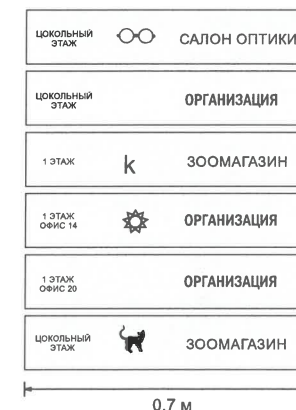 ЦОКОЛЬНЫЙ
ЭТАЖ
САЛОН ОПТИКИ
ЦОКОЛЬНЫЙ
ЭТАЖ
ОРГАНИЗАЦИЯ
1 ЭТАЖ
k
ЗООМАГАЗИН
1 ЭТАЖ
ОФИС 14
ОРГАНИЗАЦИЯ
1 ЭТАЖ
ОФИС 20
ОРГАНИЗАЦИЯ
ЦОКОЛЬНЫЙ
ЭТАЖ
ЗООМАГАЗИН
0,7 м